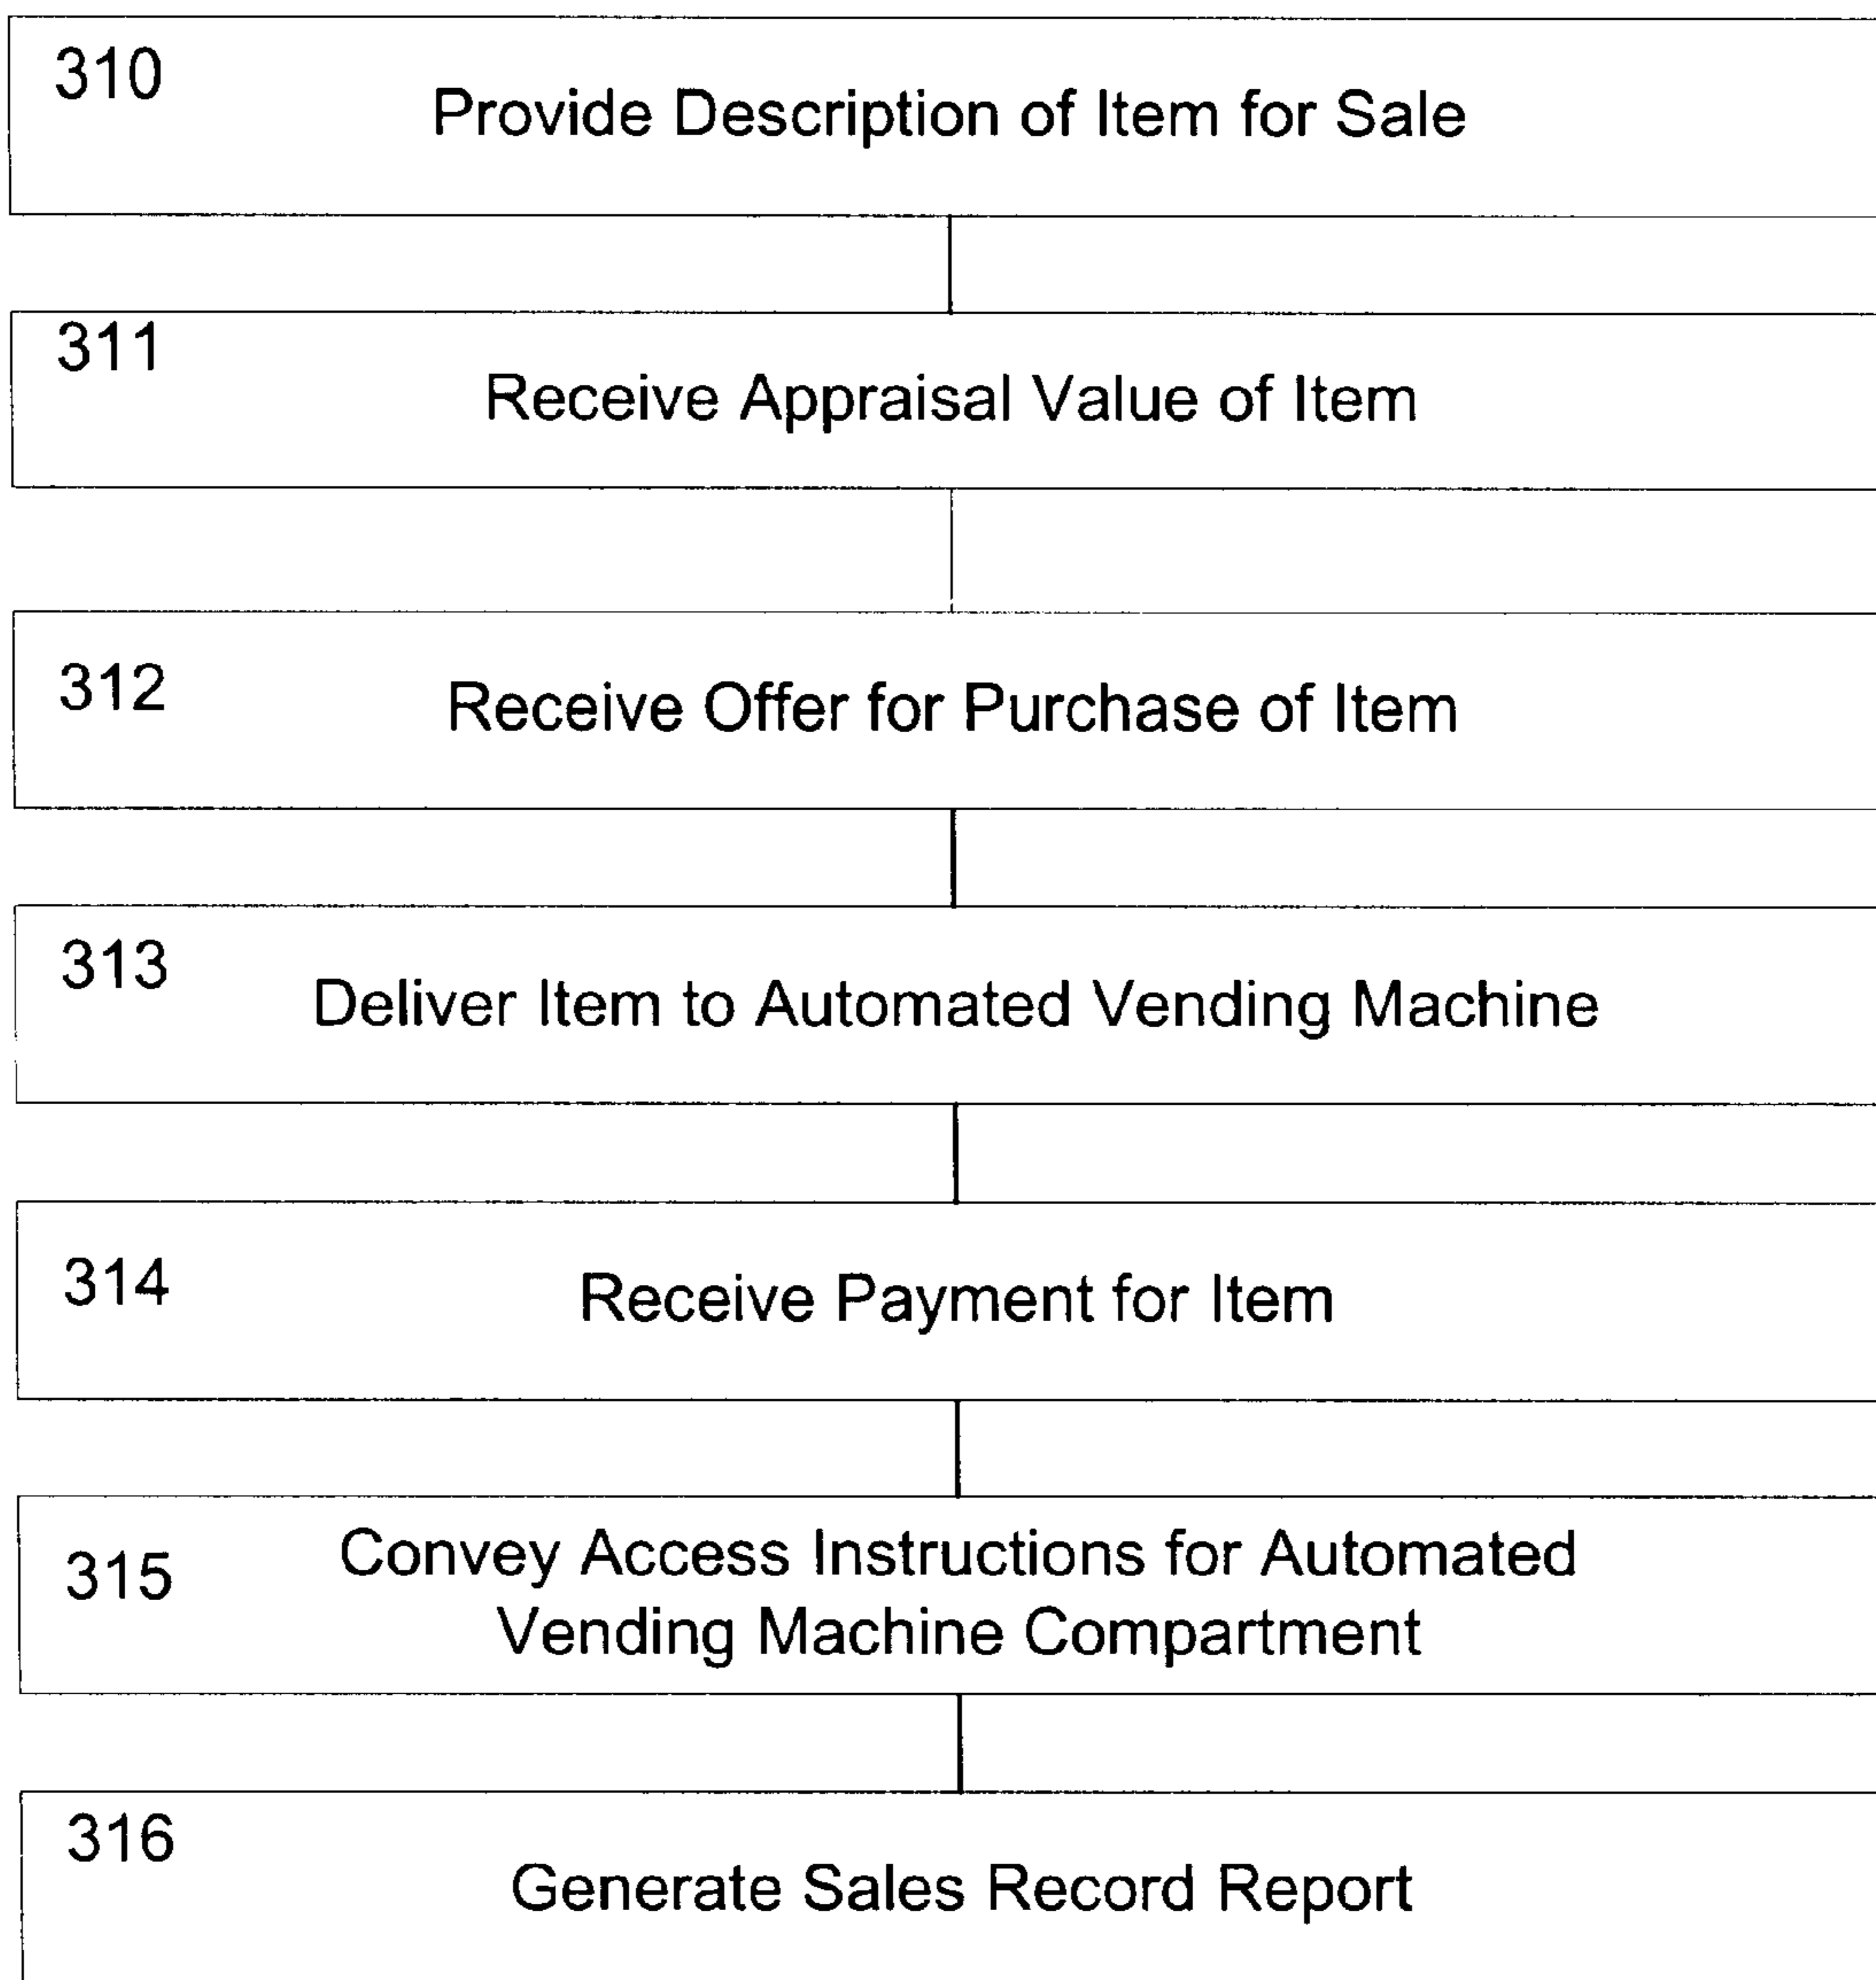 310
Provide Description of Item for Sale
311
Receive Appraisal Value of Item
312
Receive Offer for Purchase of Item
313
Deliver Item to Automated Vending Machine
314
Receive Payment for Item
315
Convey Access Instructions for Automated
Vending Machine Compartment
316
Generate Sales Record Report